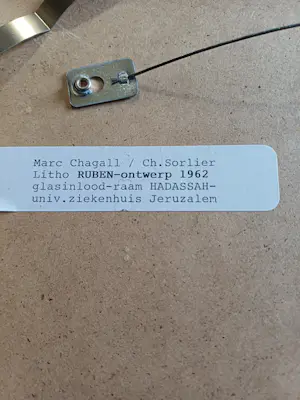 Marc Chagall / Ch.Sorlier
Litho RUBEN-ontwerp 1962
glasinlood-raam HADASSAH-
univ.ziekenhuis Jeruzalem